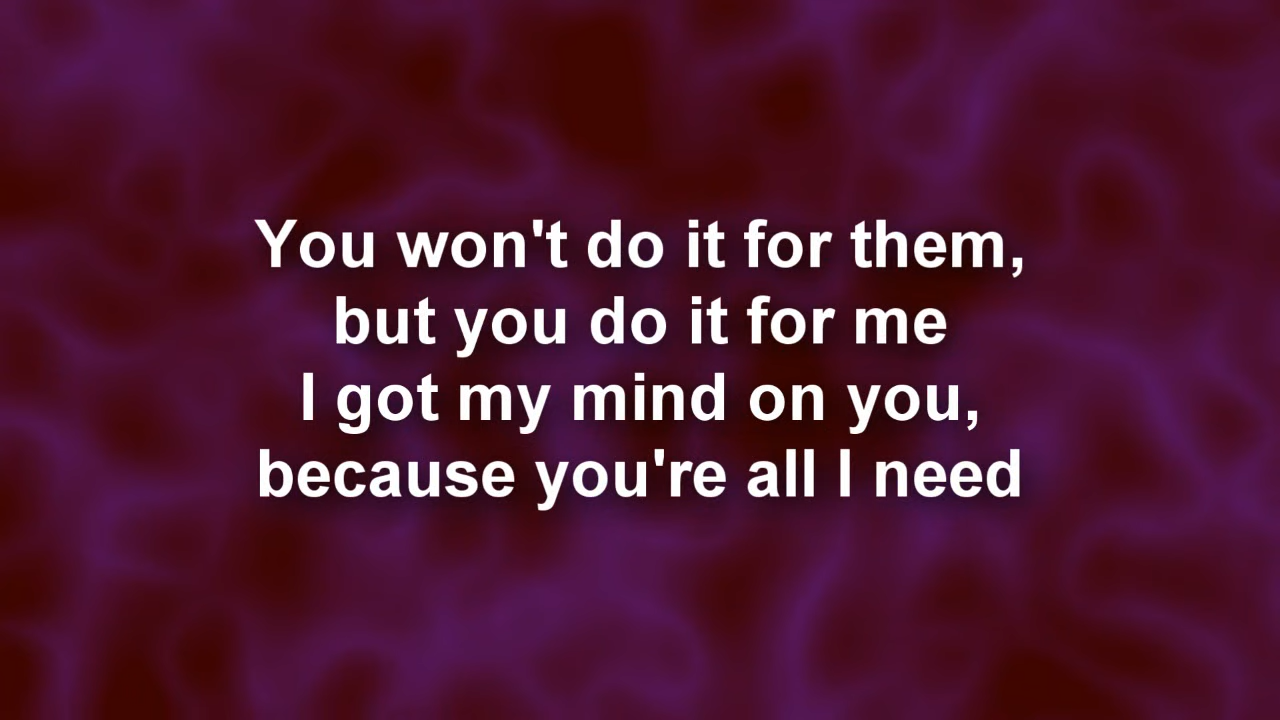 You won't do it for them,
but you do it for me
I got my mind on you,
because you're all I need